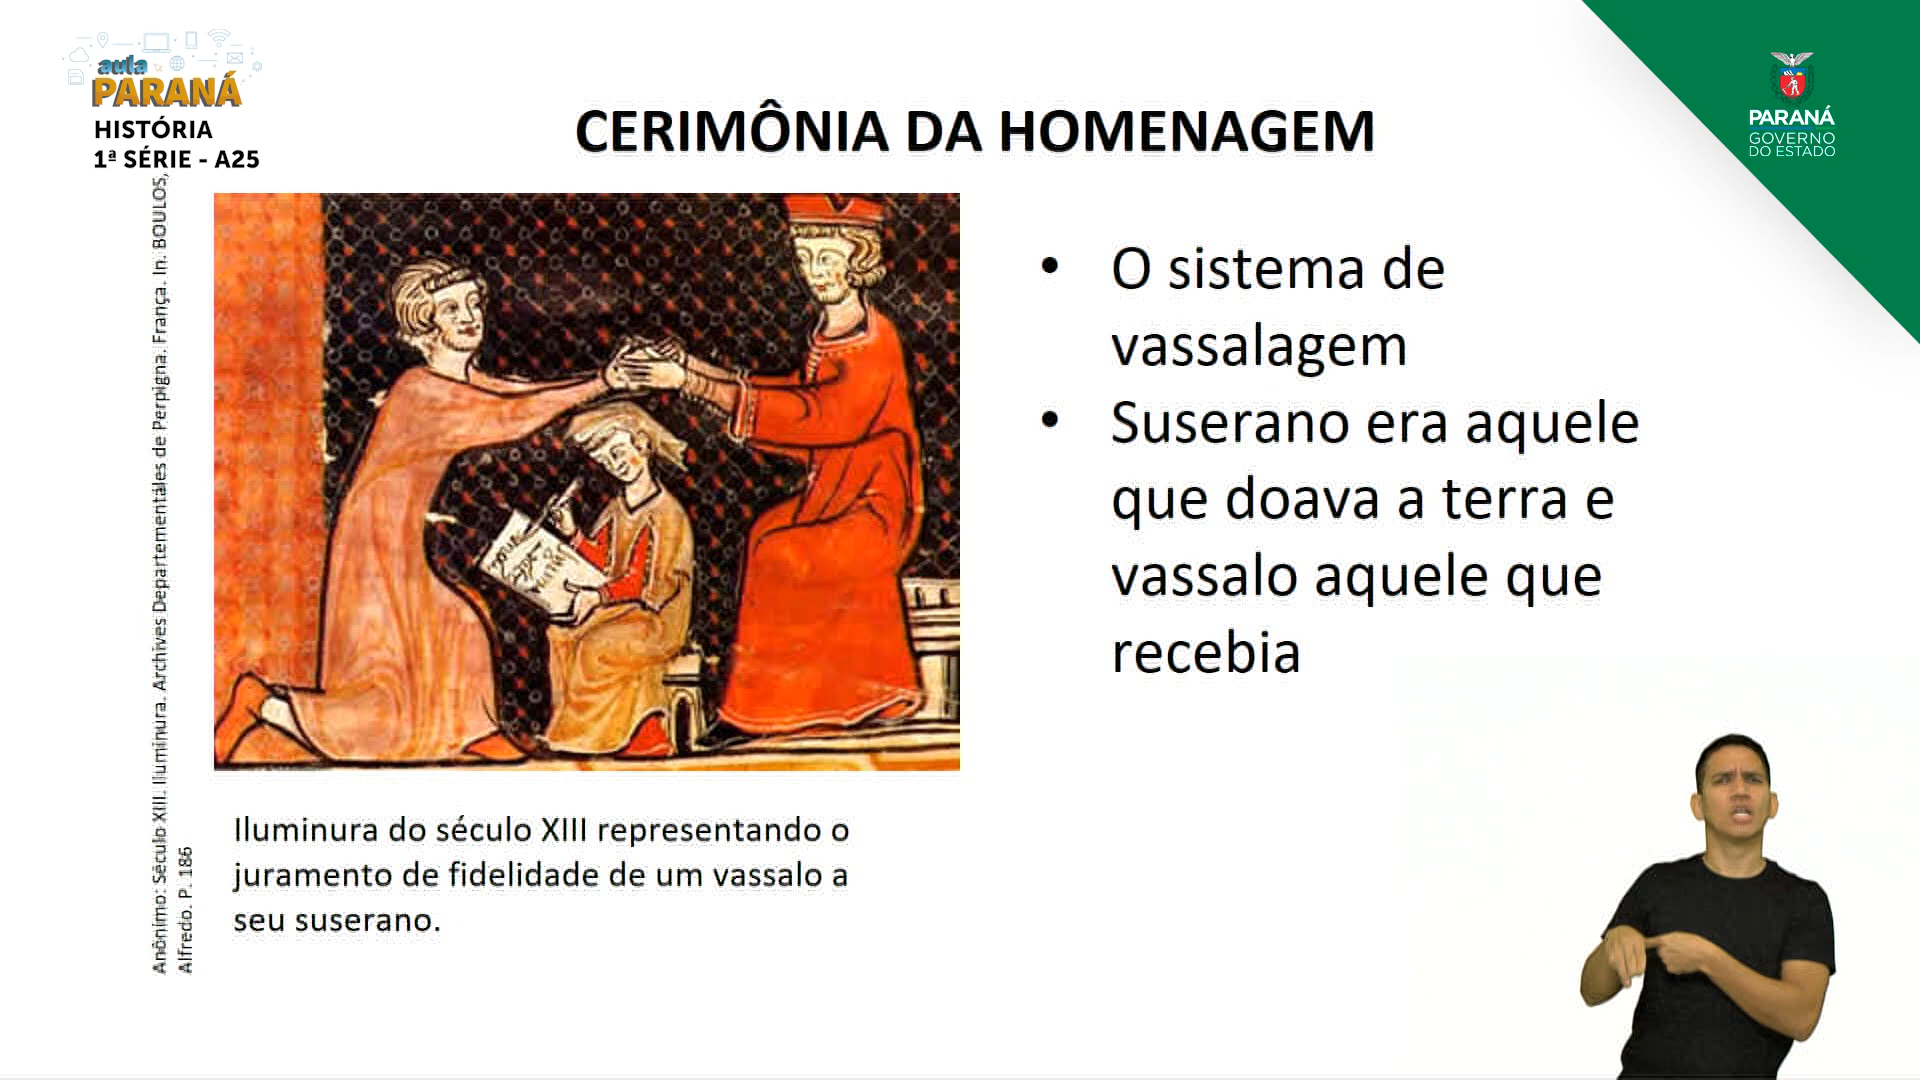 aula
PARANÁ
HISTÓRIA
1ª SÉRIE - A25
CERIMÔNIA DA HOMENAGEM
PARANÁ
GOVERNO
DO ESTADO
Anônimo: Século XIII. Iluminura. Archives Departementáles de Perpigna. França. In. BOULOS,
Alfredo. P. 186
• O sistema de
vassalagem
• Suserano era aquele
que doava a terra e
vassalo aquele que
recebia
Iluminura do século XIII representando o
juramento de fidelidade de um vassalo a
seu suserano.